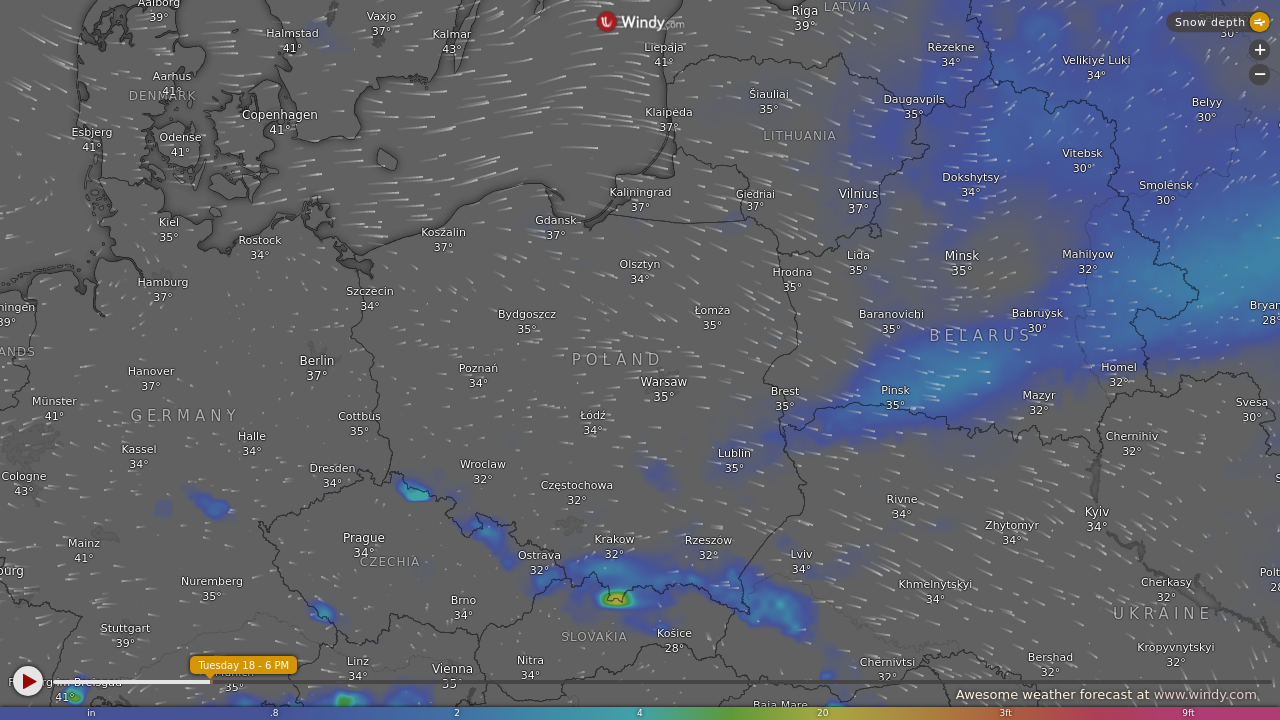 Aalborg
39°
Vaxjo
37°
Halmstad
41°
Kalmar
43°
Windy.com
Riga
39°
LATVIA
Snow depth
30°
Liepaja
41°
Rēzekne
34°
Velikiye Luki
34°
+
−
Aarhus
41°
DENMARK
Copenhagen
41°
Klaipėda
37°
Šiauliai
35°
Daugavpils
35°
Belyy
30°
Esbjerg
41°
Odense
41°
LITHUANIA
Vitebsk
30°
Dokshytsy
34°
Smolensk
30°
Kaliningrad
37°
Giedriai
37°
Vilnius
37°
Kiel
35°
Rostock
34°
Koszalin
37°
Gdansk
37°
Olsztyn
34°
Hrodna
35°
Lida
35°
Minsk
35°
Mahilyow
32°
Hamburg
37°
Szczecin
34°
ningen
39°
Bydgoszcz
35°
Łomża
35°
Baranovichi
35°
Babruysk
30°
BELARUS
Bryan
28°
ANDS
Hanover
37°
Berlin
37°
Poznań
34°
POLAND
Warsaw
35°
Brest
35°
Pinsk
35°
Homel
32°
Mazyr
32°
Svesa
30°
Münster
41°
GERMANY
Cottbus
35°
Łódź
34°
Kassel
34°
Halle
34°
Lublin
35°
Chernihiv
32°
Cologne
43°
Dresden
34°
Wroclaw
32°
Częstochowa
32°
Rivne
34°
Zhytomyr
34°
Kyiv
34°
Mainz
41°
Prague
34°
CZECHIA
Ostrava
32°
Krakow
32°
Rzeszów
32°
Lviv
34°
Nuremberg
35°
Brno
34°
Khmelnytskyi
34°
Cherkasy
32°
UKRAINE
Stuttgart
39°
SLOVAKIA
Košice
28°
Kropyvnytskyi
32°
Linz
34°
Vienna
35°
Nitra
34°
Chernivtsi
32°
Bershad
32°
Tuesday 18 - 6 PM
35°
41°
Baia Mare
Awesome weather forecast at www.windy.com
in .8 2 4 20 3ft 9ft